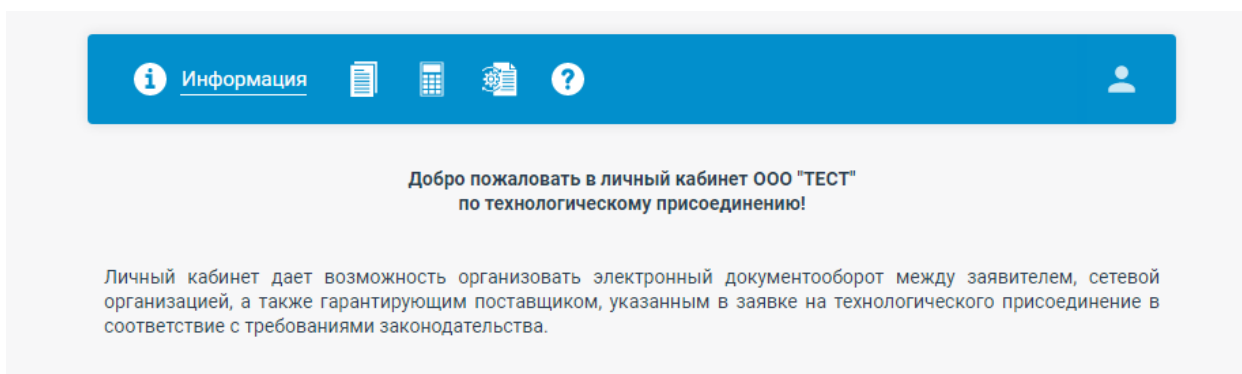 Информация
Добро пожаловать в личный кабинет ООО "ТЕСТ"
по технологическому присоединению!
Личный кабинет дает возможность организовать электронный документооборот между заявителем, сетевой
организацией, а также гарантирующим поставщиком, указанным в заявке на технологического присоединение в
соответствие с требованиями законодательства.